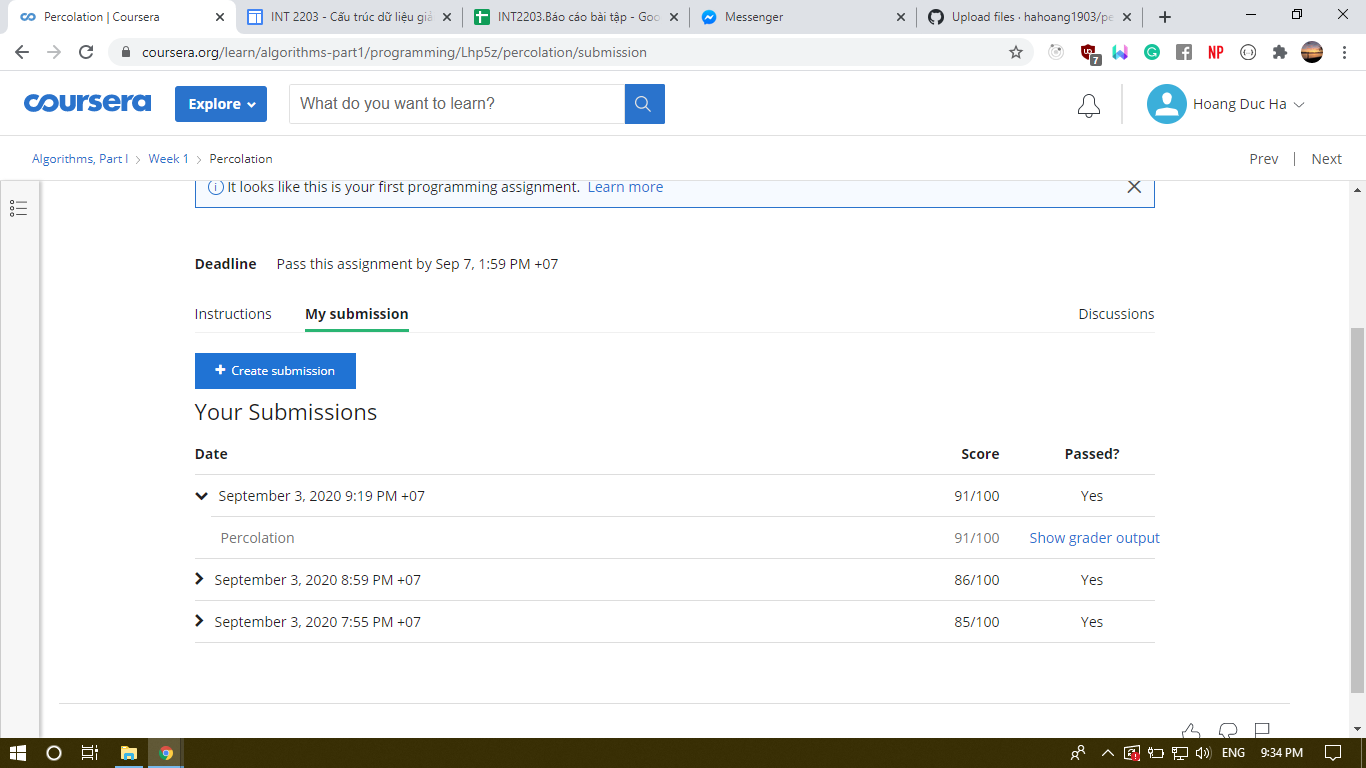 Percolation | Coursera
INT 2203 - Cấu trúc dữ liệu giả
INT2203.Báo cáo bài tập - Goo
Messenger
Upload files · hahoang1903/pe
coursera.org/learn/algorithms-part1/programming/Lhp5z/percolation/submission
7
NP
coursera
Explore
What do you want to learn?
Hoang Duc Ha
Algorithms, Part I
Week 1
Percolation
Prev | Next
It looks like this is your first programming assignment. Learn more
Deadline Pass this assignment by Sep 7, 1:59 PM +07
Instructions
My submission
Discussions
+ Create submission
Your Submissions
Date Score Passed?
September 3, 2020 9:19 PM +07 91/100 Yes
Percolation 91/100 Show grader output
September 3, 2020 8:59 PM +07 86/100 Yes
September 3, 2020 7:55 PM +07 85/100 Yes
ENG 9:34 PM